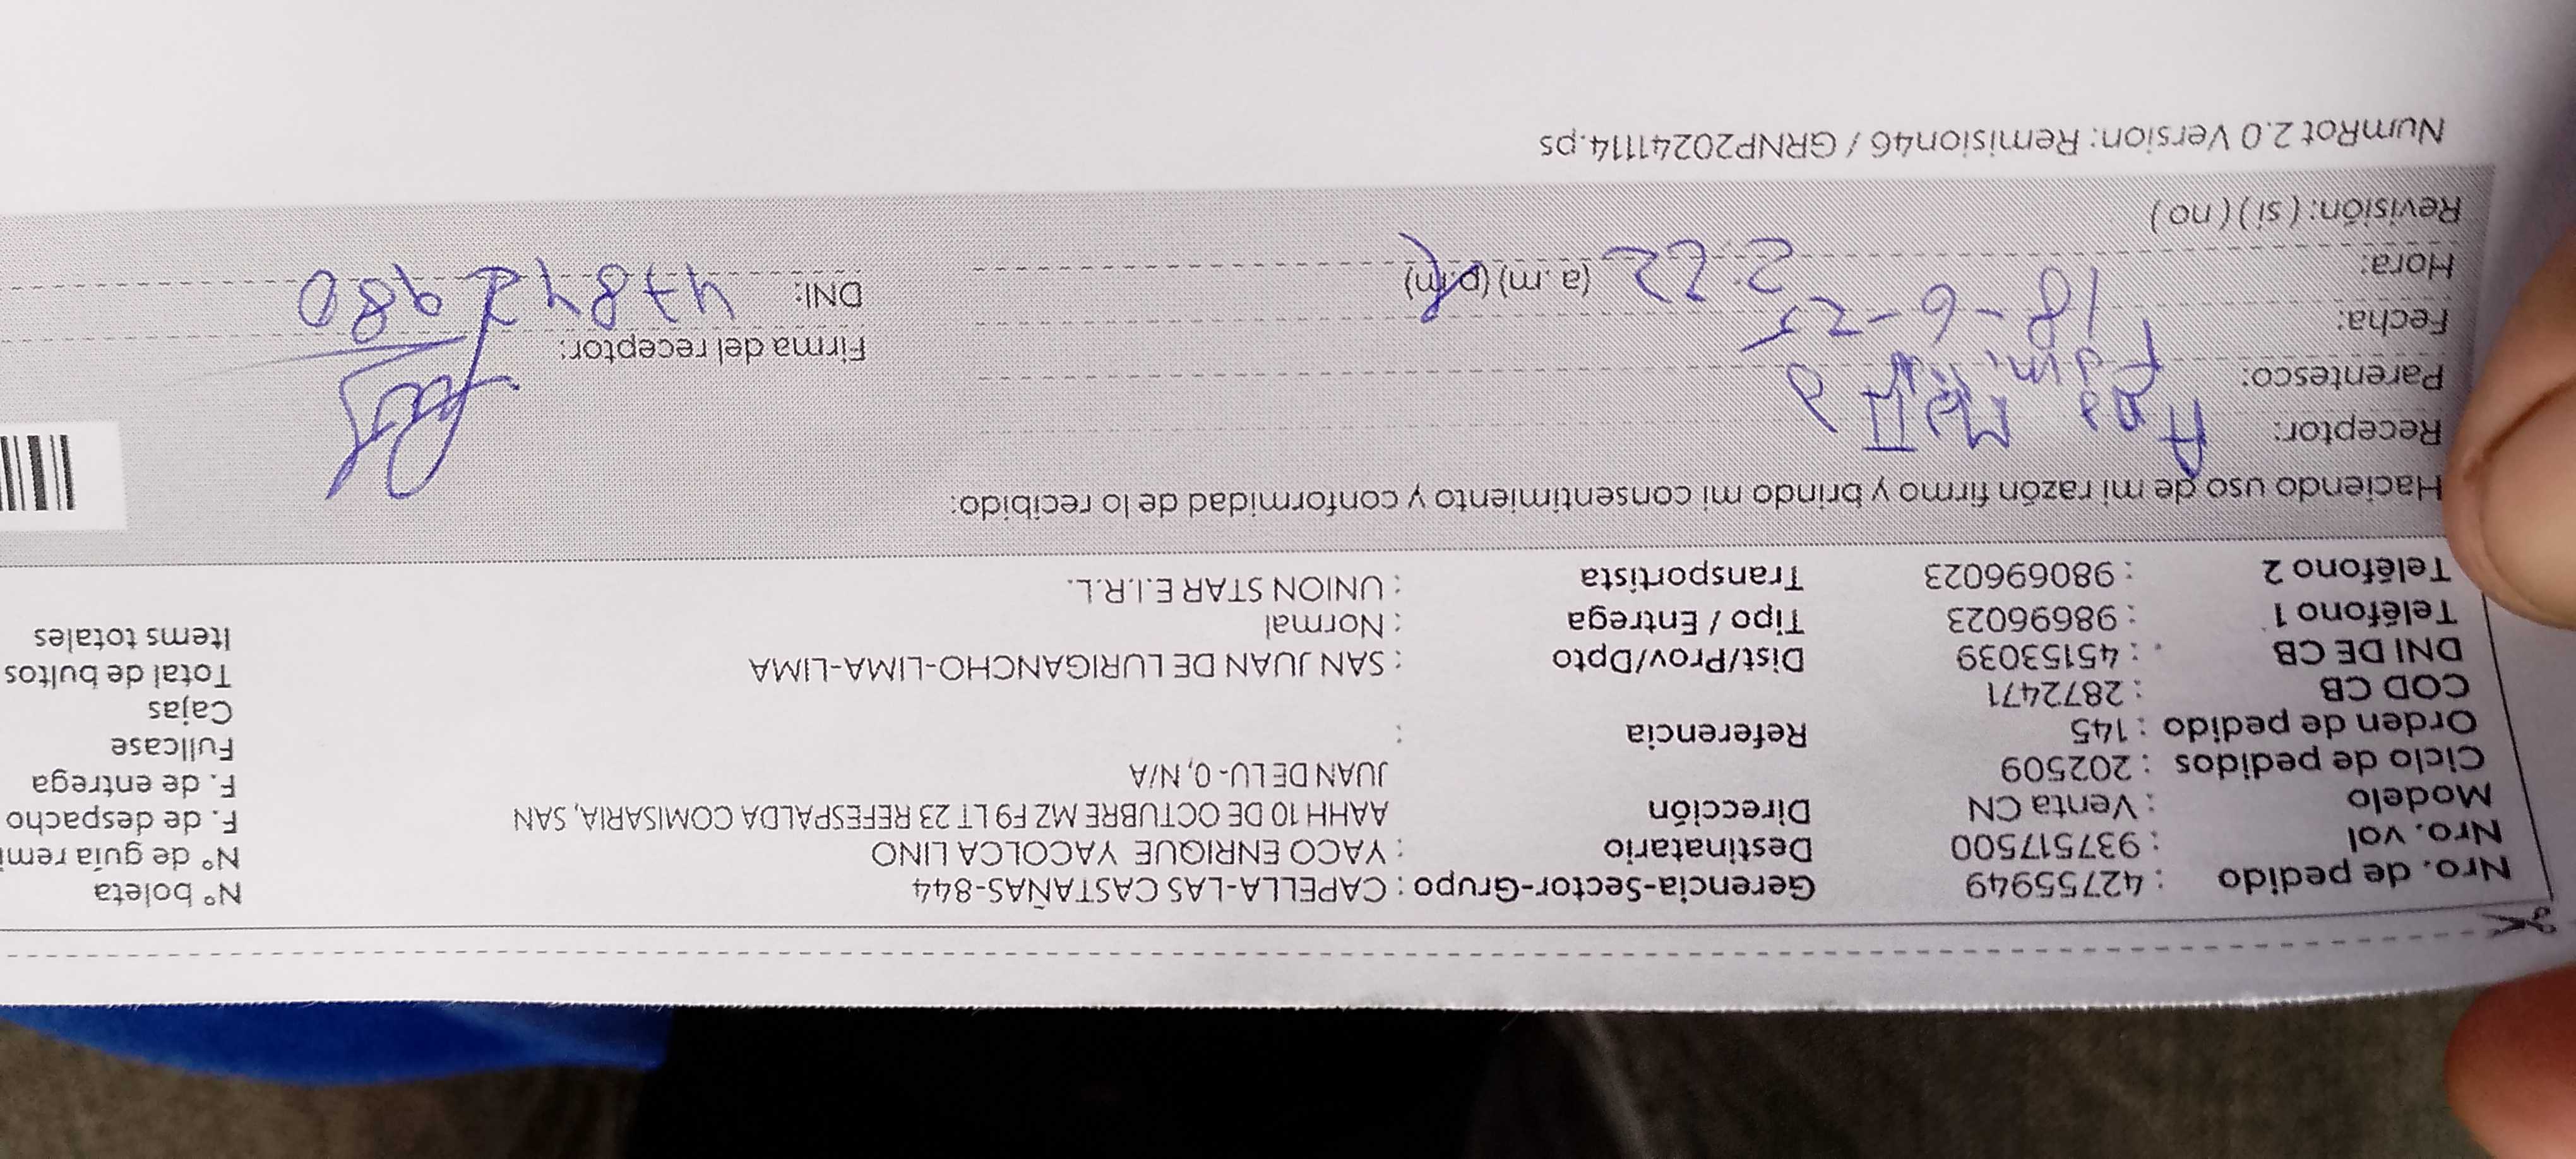 Nro. de pedido : 42755949 Gerencia-Sector-Grupo : CAPELLA-LAS CASTAÑAS-844 N° boleta
Nro. vol : 937517500 Destinatario : YACO ENRIQUE YACOLCA LINO N° de guía remi
Modelo : Venta CN Dirección AAHH 10 DE OCTUBRE MZ F9 LT 23 REFESPALDA COMISARIA, SAN F. de despacho
Ciclo de pedidos : 202509 JUAN DE LU- 0, N/A F. de entrega
Orden de pedido : 145 Referencia : Fullcase
COD CB : 2872471 Cajas
DNI DE CB : 45153039 Dist/Prov/Dpto : SAN JUAN DE LURIGANCHO-LIMA-LIMA Total de bultos
Teléfono 1 : 98696023 Tipo / Entrega : Normal Items totales
Teléfono 2 : 980696023 Transportista : UNION STAR E.I.R.L.
Haciendo uso de mi razón firmo y brindo mi consentimiento y conformidad de lo recibido:
Receptor: Ana
Parentesco: Fami Firma del receptor:
Fecha: 18-6-25
Hora: 2:22 (a.m) (p.m) DNI: 47842980
Revisión: (si) (no)
NumRot 2.0 Version: Remision46 / GRNP20241114.ps